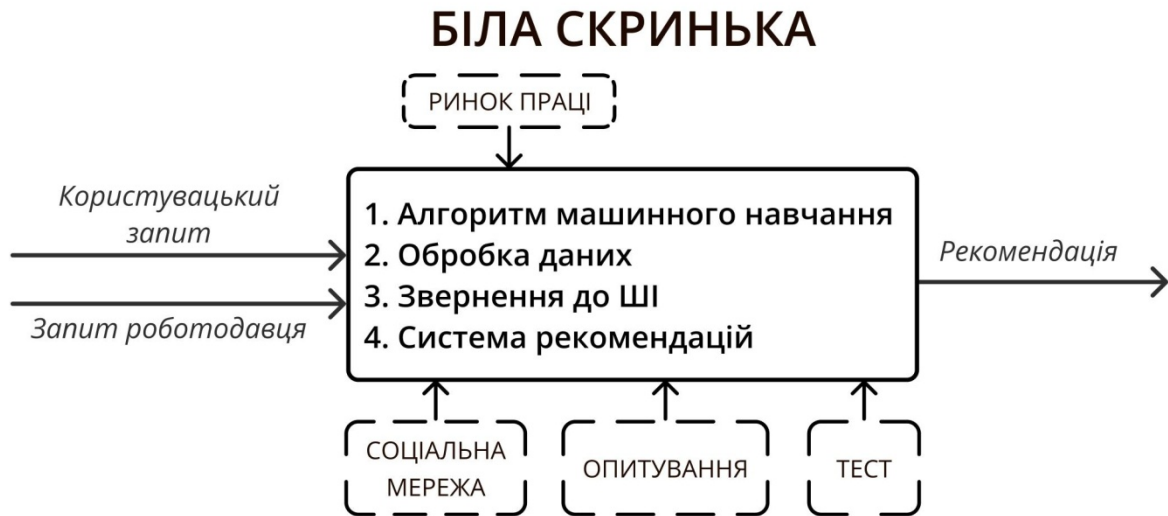 БІЛА СКРИНЬКА
РИНОК ПРАЦІ
Користувацький
запит
Запит роботодавця
1. Алгоритм машинного навчання
2. Обробка даних
3. Звернення до ШІ
4. Система рекомендацій
Рекомендація
СОЦІАЛЬНА
МЕРЕЖА
ОПИТУВАННЯ
ТЕСТ